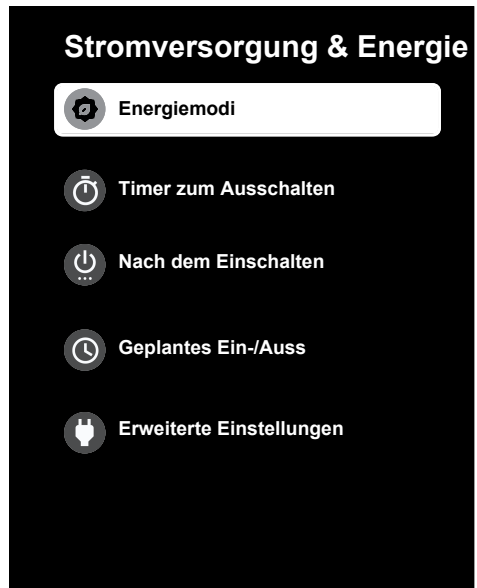 Stromversorgung & Energie
Energiemodi
Timer zum Ausschalten
Nach dem Einschalten
Geplantes Ein-/Auss
Erweiterte Einstellungen